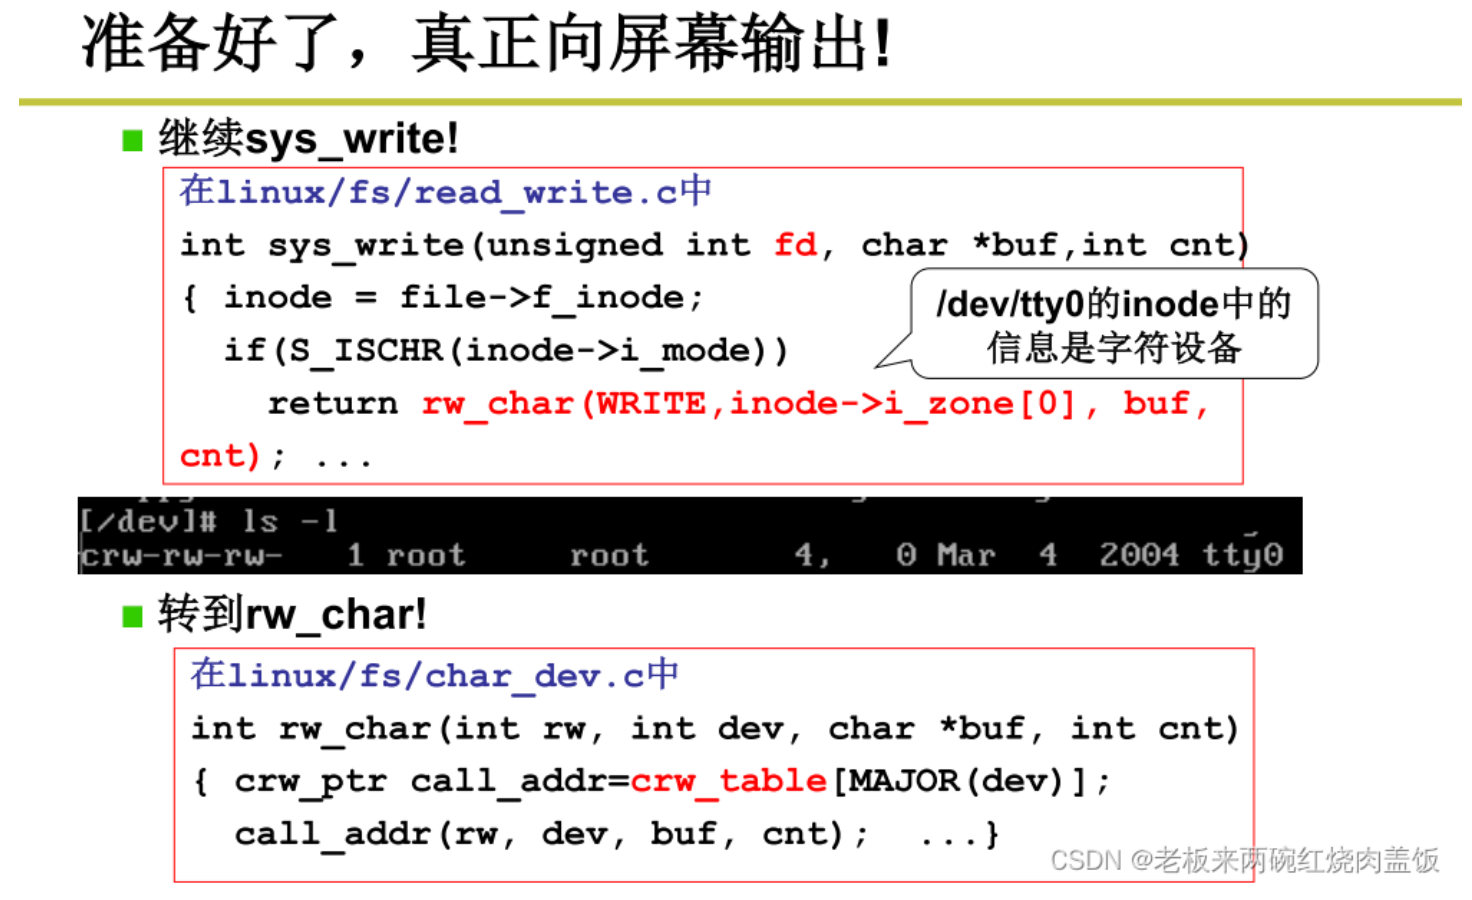 准备好了，真正向屏幕输出!
继续sys_write!
在linux/fs/read_write.c中
int sys_write(unsigned int fd, char *buf,int cnt)
{ inode = file->f_inode;
/dev/tty0的inode中的
信息是字符设备
if(S_ISCHR(inode->i_mode))
return rw_char(WRITE,inode->i_zone[0], buf,
cnt); ...
[/dev]# ls -l
crw-rw-rw- 1 root root 4, 0 Mar 4 2004 tty0
转到rw_char!
在linux/fs/char_dev.c中
int rw_char(int rw, int dev, char *buf, int cnt)
{ crw_ptr call_addr=crw_table[MAJOR(dev)];
call_addr(rw, dev, buf, cnt); ...}
CSDN @老板来两碗红烧肉盖饭